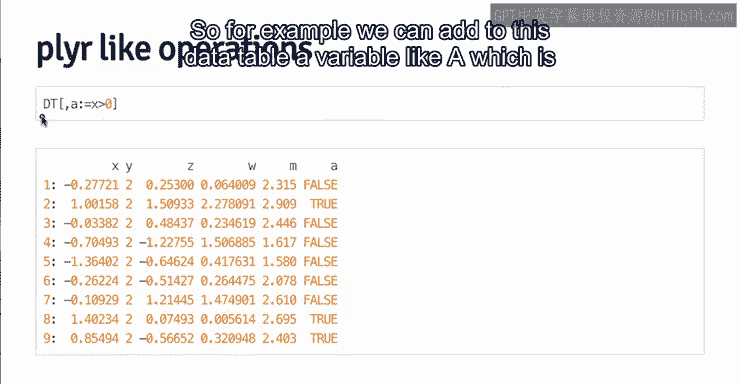 So for example we can add to this
plyr like operations
data table a variable like A which is
DT[,a:=x>0]
x y z w m a
1: -0.27721 2 0.25300 0.064009 2.315 FALSE
2: 1.00158 2 1.50933 2.278091 2.909 TRUE
3: -0.03382 2 0.48437 0.234619 2.446 FALSE
4: -0.70493 2 -1.22755 1.506885 1.617 FALSE
5: -1.36402 2 -0.64624 0.417631 1.580 FALSE
6: -0.26224 2 -0.51427 0.264475 2.078 FALSE
7: -0.10929 2 1.21445 1.474901 2.610 FALSE
8: 1.40234 2 0.07493 0.005614 2.695 TRUE
9: 0.85494 2 -0.56652 0.320948 2.403 TRUE